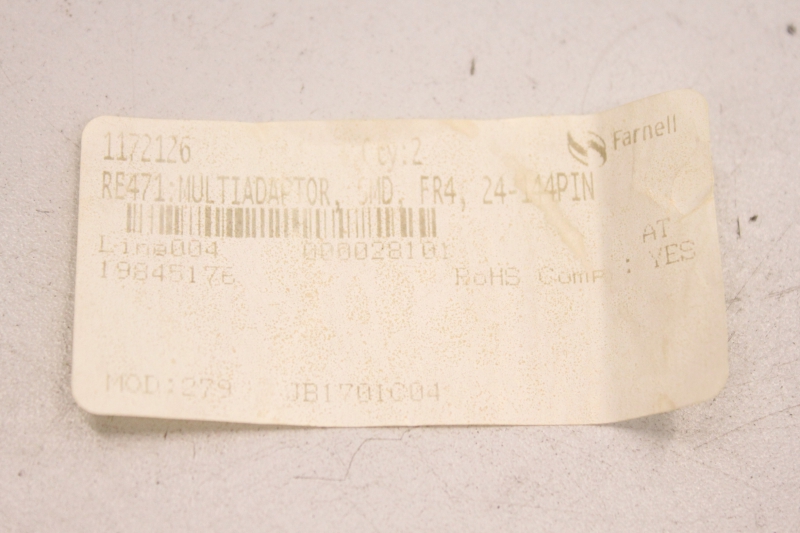 Farnell
1172126 Qty:2
RE471:MULTIADAPTOR, SMD, FR4, 24-144PIN
AT
Line004 000028101
19845176 RoHS Comp.: YES
MOD:279 JB1701C04